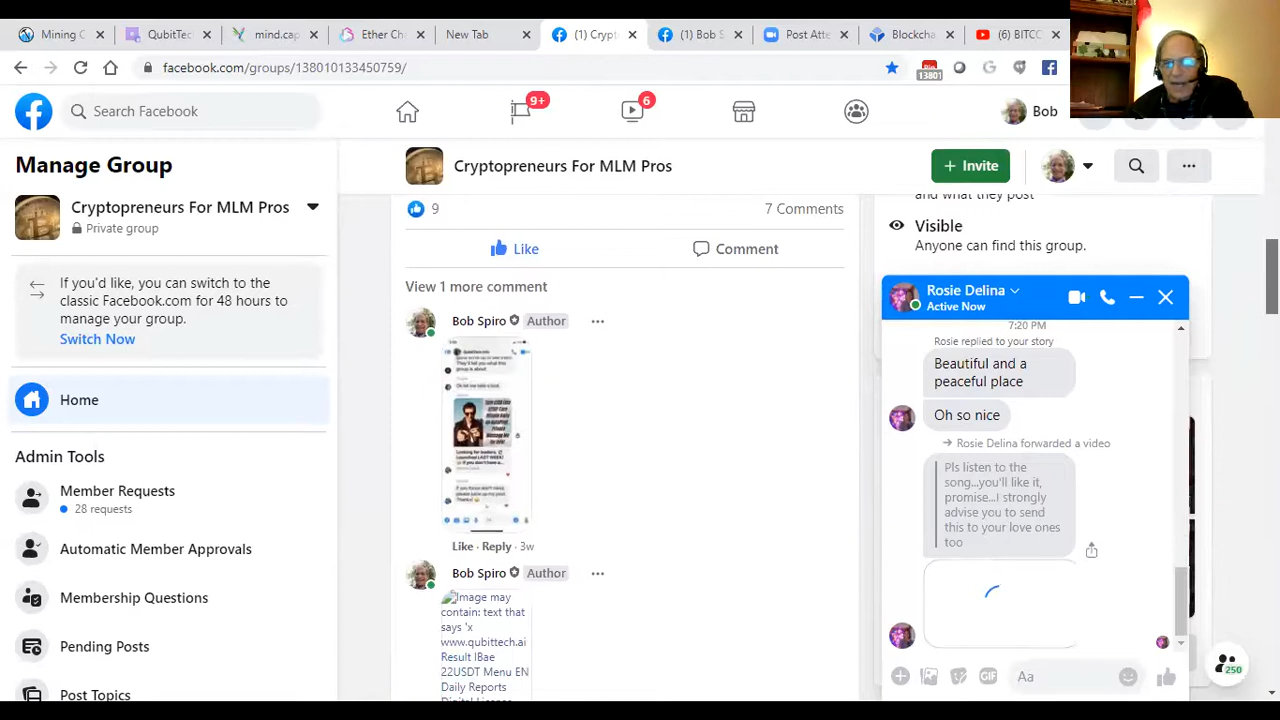 Mining C
QubitTec
mind.cap
Ether Ch
New Tab
(1) Crypt
(1) Bob S
Post Atte
Blockcha
(6) BITCC
facebook.com/groups/138010133450759/
13801
Search Facebook
9+
6
Bob
Manage Group
Cryptopreneurs For MLM Pros
Private group
If you'd like, you can switch to the
classic Facebook.com for 48 hours to
manage your group.
Switch Now
Home
Admin Tools
Member Requests
28 requests
Automatic Member Approvals
Membership Questions
Pending Posts
Post Topics
Cryptopreneurs For MLM Pros
+ Invite
9
7 Comments
Like
Comment
View 1 more comment
Bob Spiro Author
Like · Reply · 3w
Bob Spiro Author
Image may
contain: text that
says 'x
www.qubittech.ai
Result IBae
22USDT Menu EN
Daily Reports
and what they post
Visible
Anyone can find this group.
Rosie Delina
Active Now
7:20 PM
Rosie replied to your story
Beautiful and a
peaceful place
Oh so nice
Rosie Delina forwarded a video
Pls listen to the
song...you'll like it,
promise...I strongly
advise you to send
this to your love ones
too
GIF
Aa
250